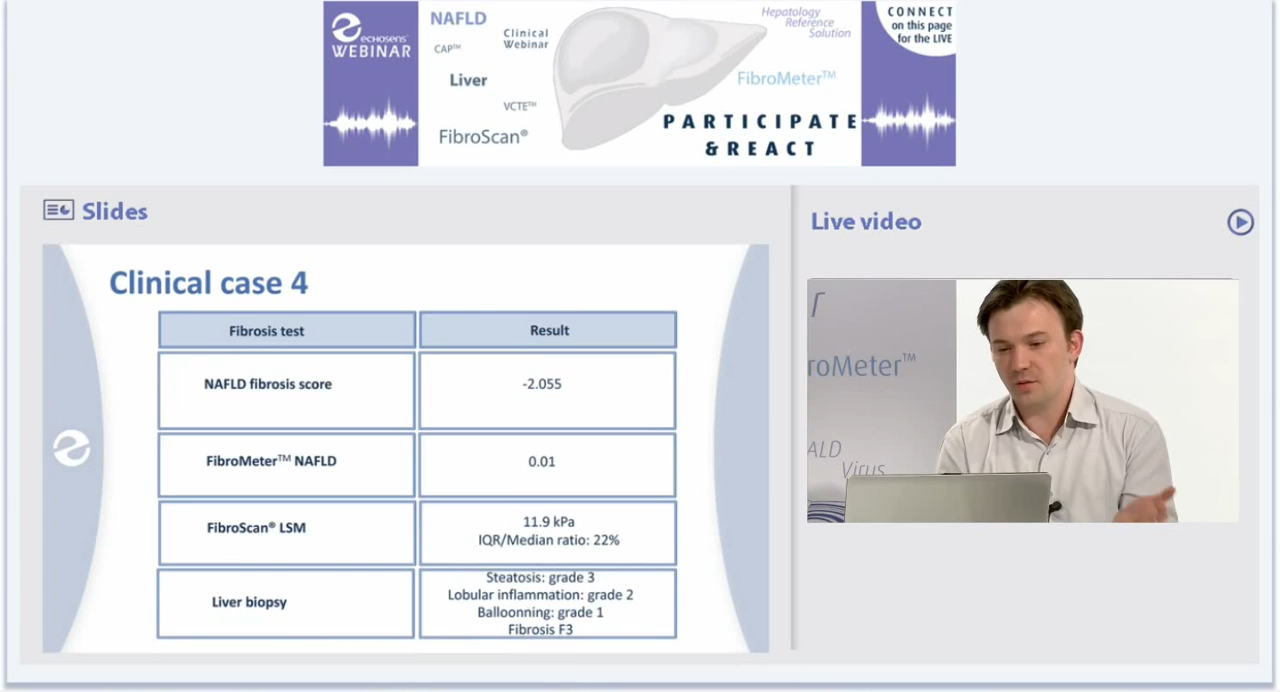 echosens
WEBINAR
NAFLD
CAP™
Clinical
Webinar
Liver
VCTE™
FibroScan®
Hepatology
Reference
Solution
FibroMeter™
PARTICIPATE
&REACT
CONNECT
on this page
for the LIVE
Slides
Live video
Clinical case 4
Fibrosis test Result
NAFLD fibrosis score -2.055
FibroMeter™ NAFLD 0.01
FibroScan® LSM
11.9 kPa
IQR/Median ratio: 22%
Liver biopsy
Steatosis: grade 3
Lobular inflammation: grade 2
Balloonning: grade 1
Fibrosis F3
roMeter™
ALD
Virus